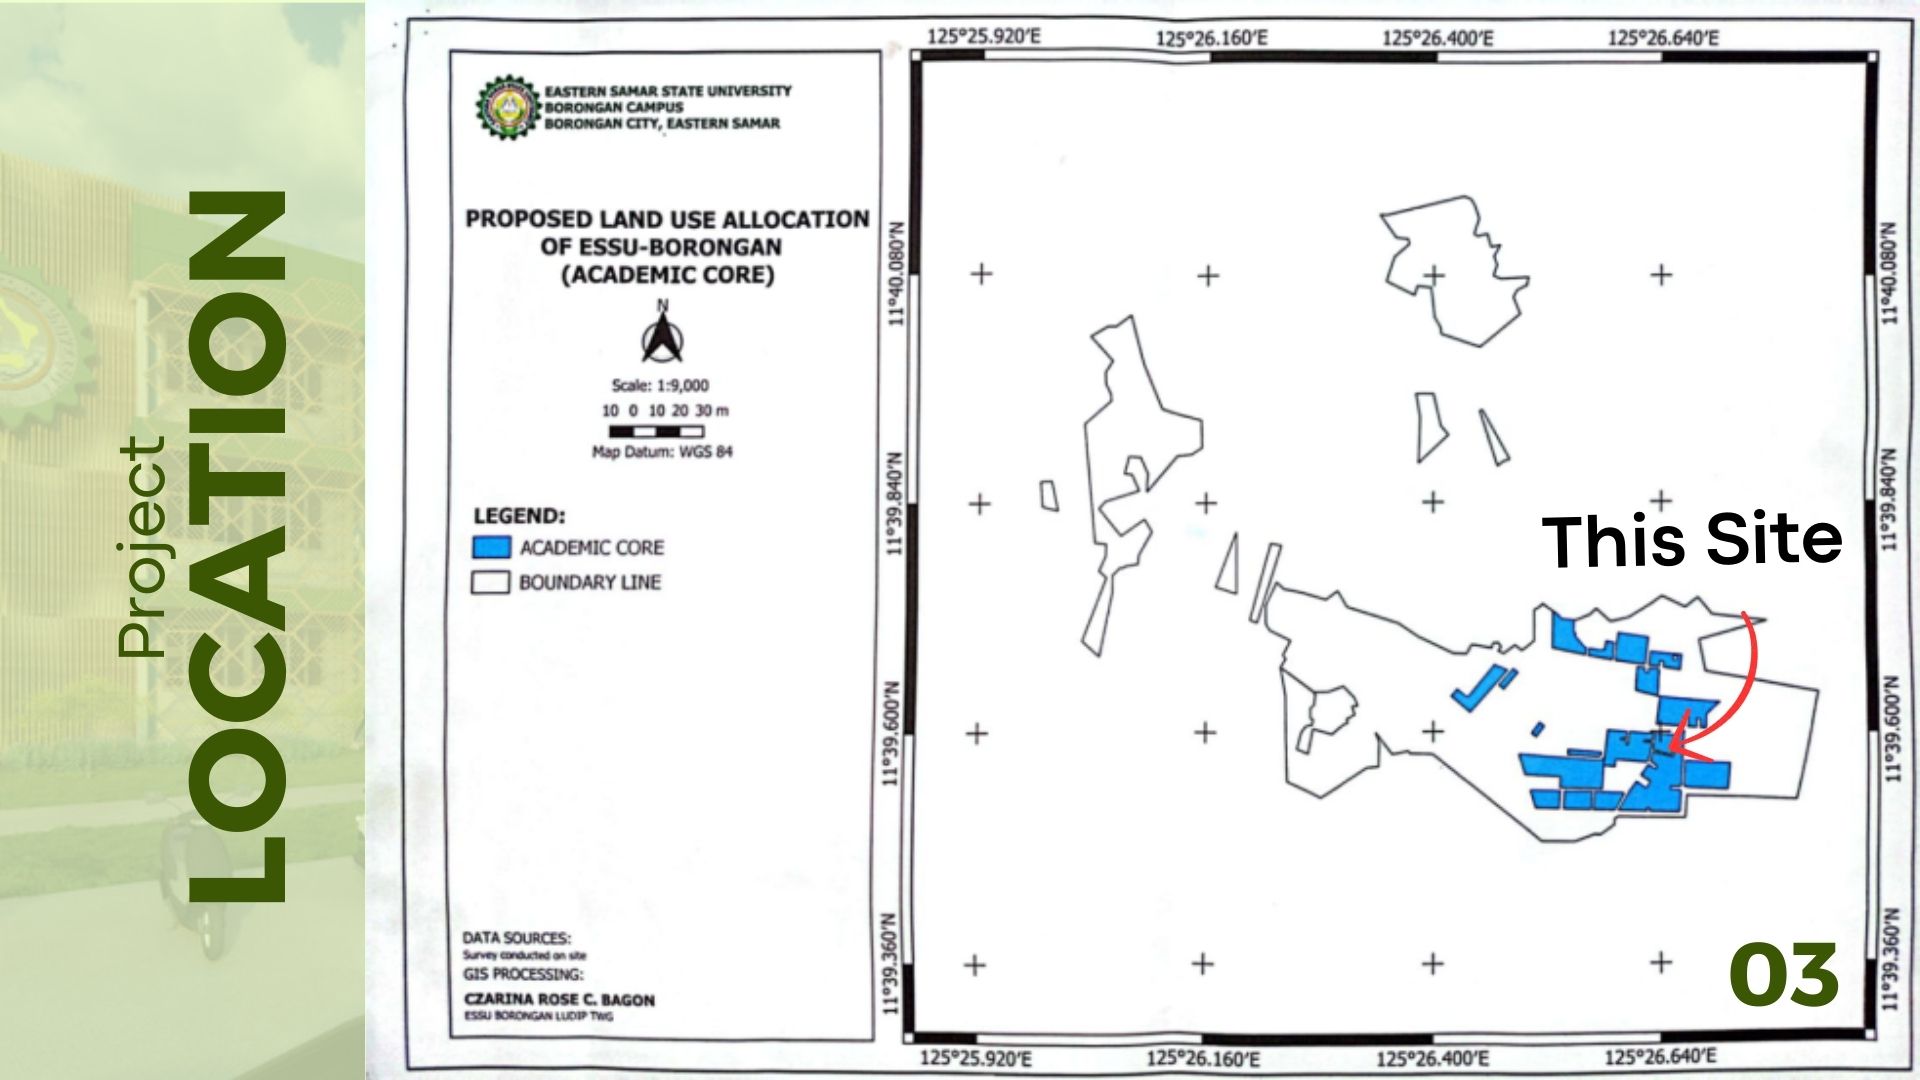 Project
LOCATION
EASTERN SAMAR STATE UNIVERSITY
BORONGAN CAMPUS
BORONGAN CITY, EASTERN SAMAR
PROPOSED LAND USE ALLOCATION
OF ESSU-BORONGAN
(ACADEMIC CORE)
N
Scale: 1:9,000
10 0 10 20 30 m
Map Datum: WGS 84
LEGEND:
ACADEMIC CORE
BOUNDARY LINE
DATA SOURCES:
Survey conducted on site
GIS PROCESSING:
CZARINA ROSE C. BAGON
ESSU BORONGAN LUDIP TWG
125°25.920'E 125°26.160'E 125°26.400'E 125°26.640'E
11°40.080'N 11°40.080'N
11°39.840'N 11°39.840'N
This Site
11°39.600'N 11°39.600'N
11°39.360'N 11°39.360'N
03
125°25.920'E 125°26.160'E 125°26.400'E 125°26.640'E